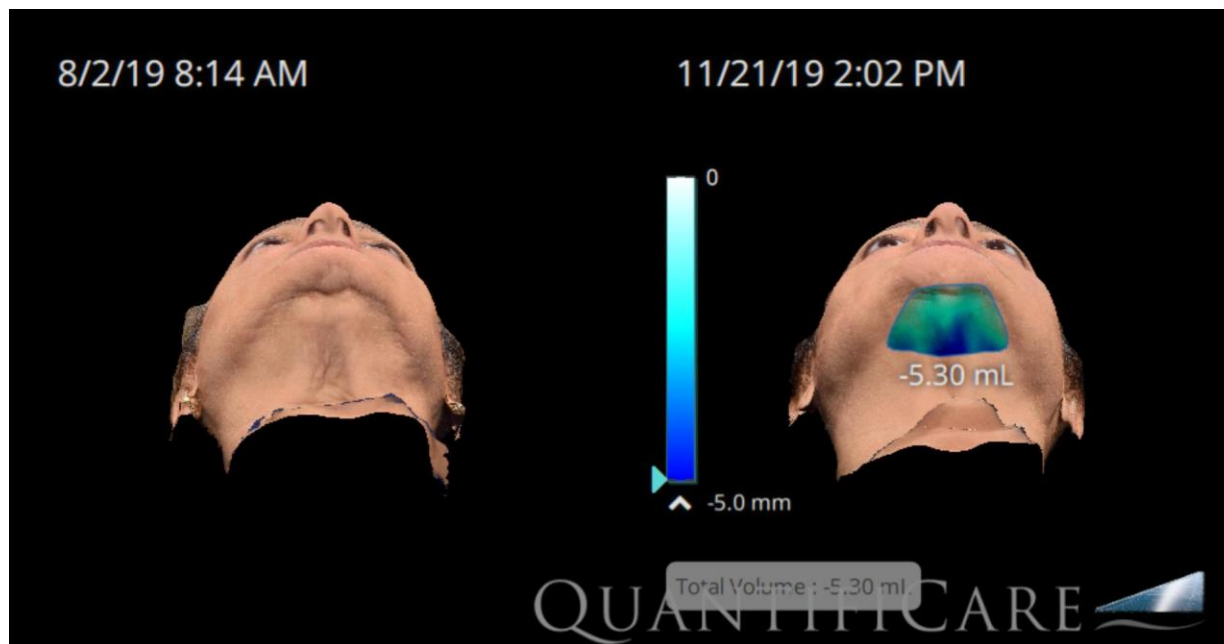 8/2/19 8:14 AM
11/21/19 2:02 PM
0
-5.30 mL
-5.0 mm
Total Volume : -5.30 mL
QUANTIFICARE